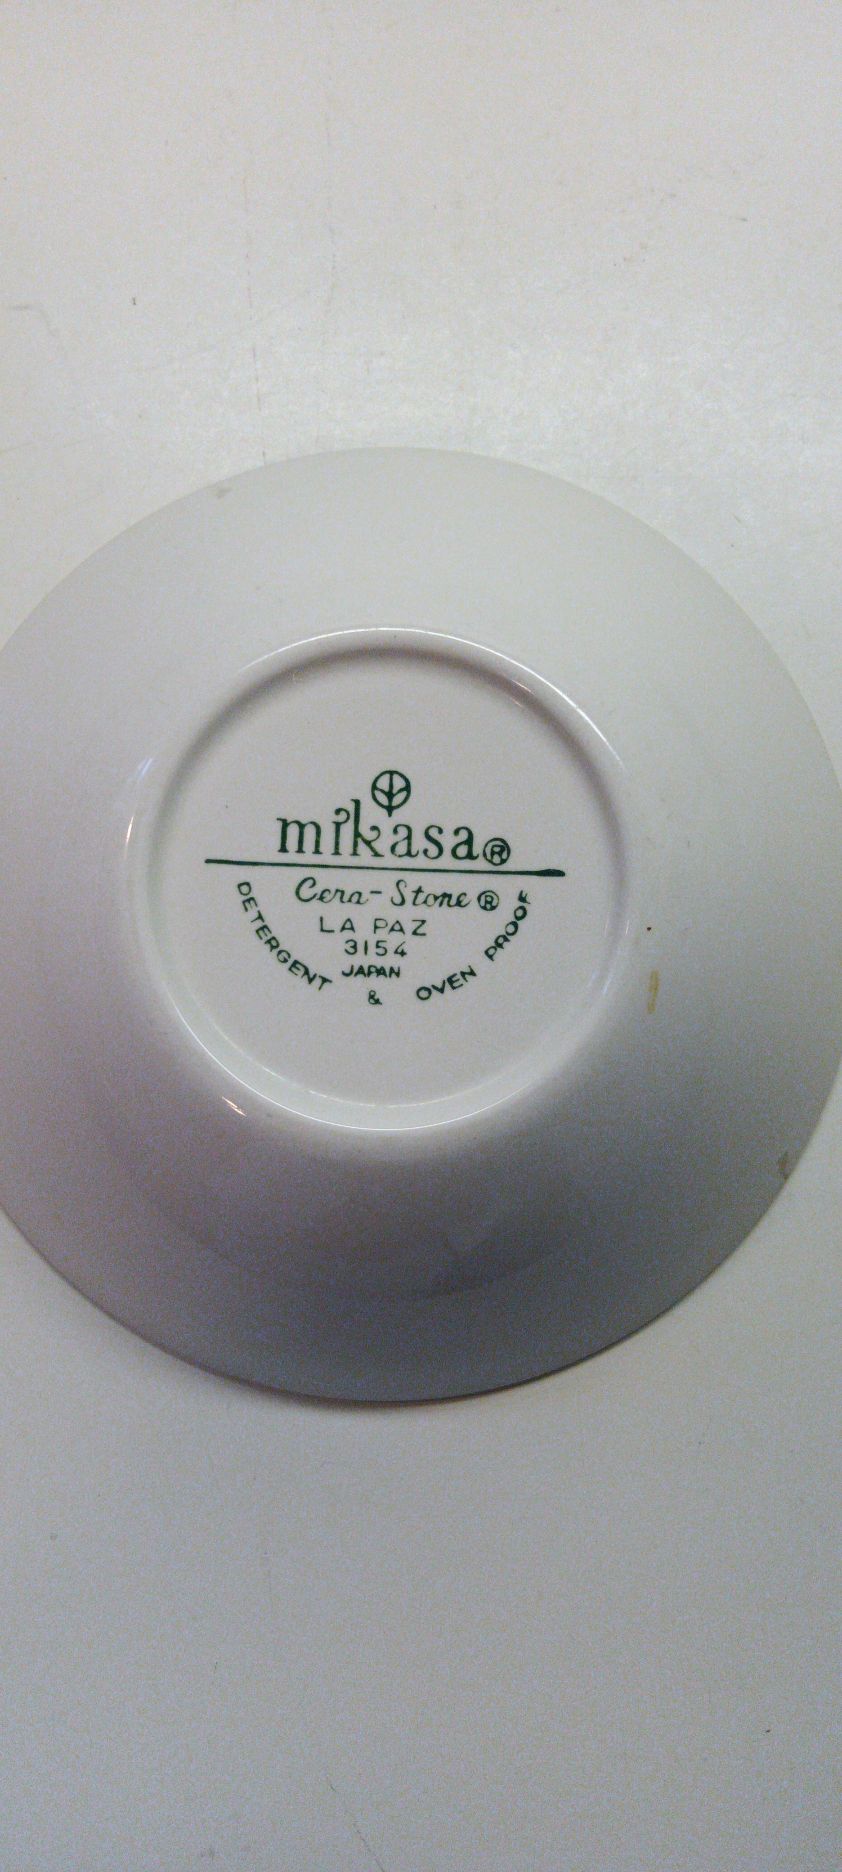 mikasa®
Cera-Stone®
LA PAZ
3154
JAPAN
DETERGENT & OVEN PROOF